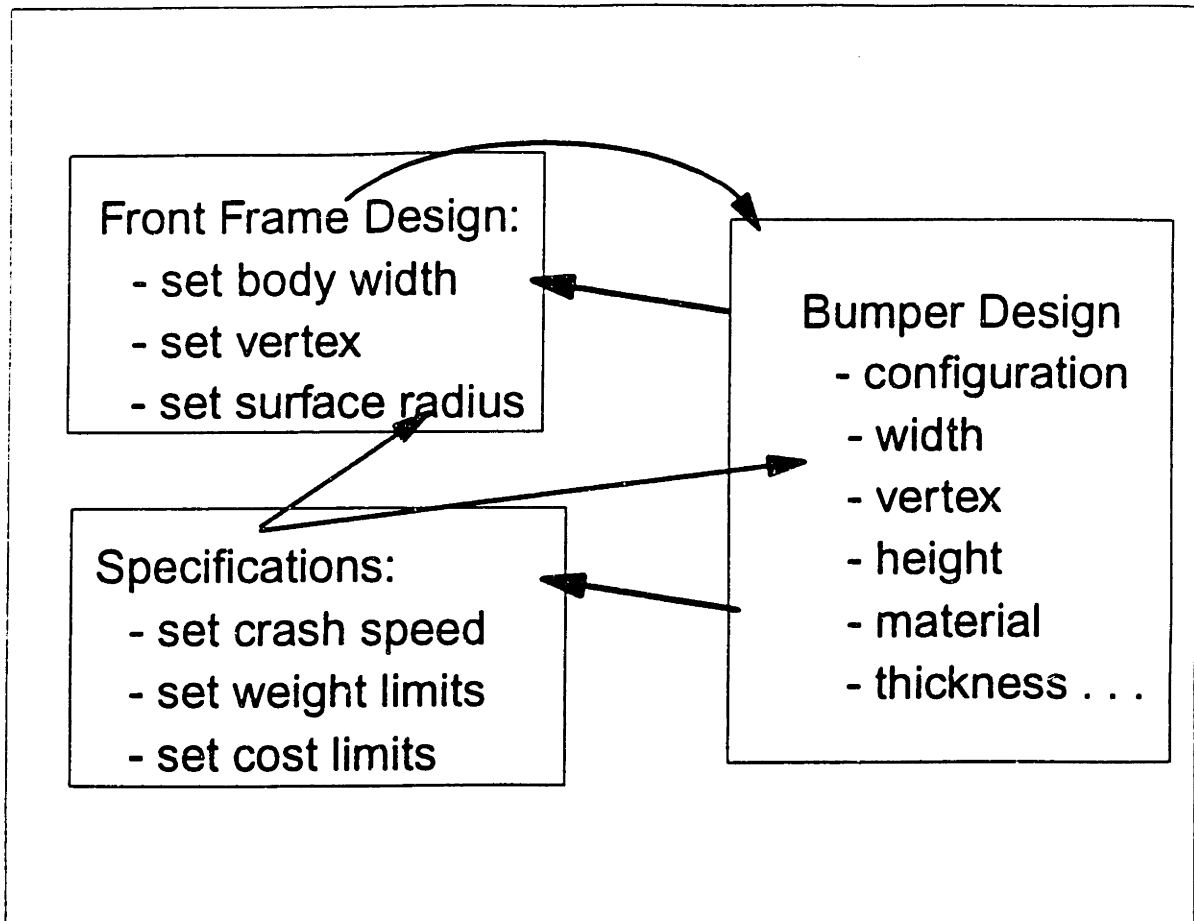 Front Frame Design:
- set body width
- set vertex
- set surface radius
Specifications:
- set crash speed
- set weight limits
- set cost limits
Bumper Design
- configuration
- width
- vertex
- height
- material
- thickness . . .